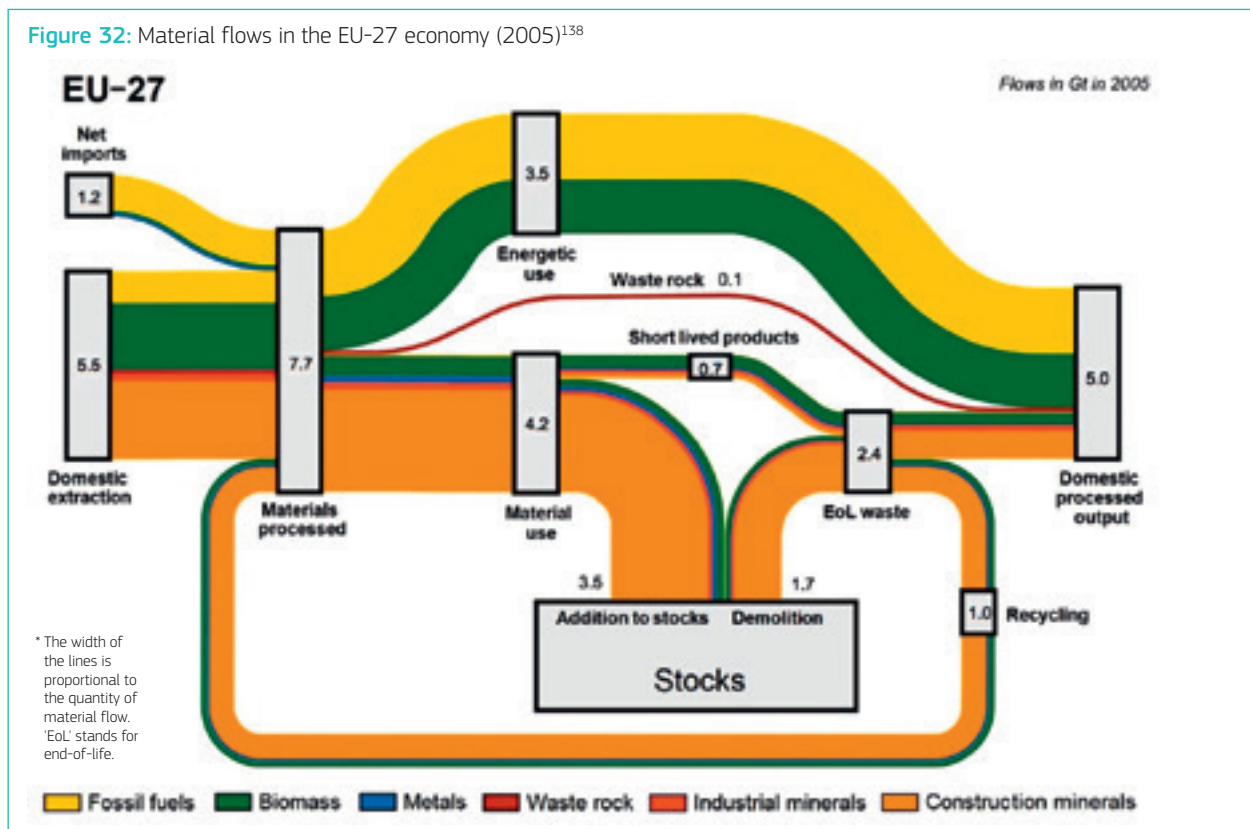 Figure 32: Material flows in the EU-27 economy (2005)138
EU-27
Flows in Gt in 2005
Net
imports
1.2
3.5
Energetic
use
Waste rock 0.1
Short lived products
0.7
5.5
7.7
4.2
2.4
5.0
Domestic
extraction
Materials
processed
Material
use
EoL waste
Domestic
processed
output
3.5
1.7
Addition to stocks
Demolition
Stocks
1.0
Recycling
* The width of
the lines is
proportional to
the quantity of
material flow.
'EoL' stands for
end-of-life.
Fossil fuels
Biomass
Metals
Waste rock
Industrial minerals
Construction minerals